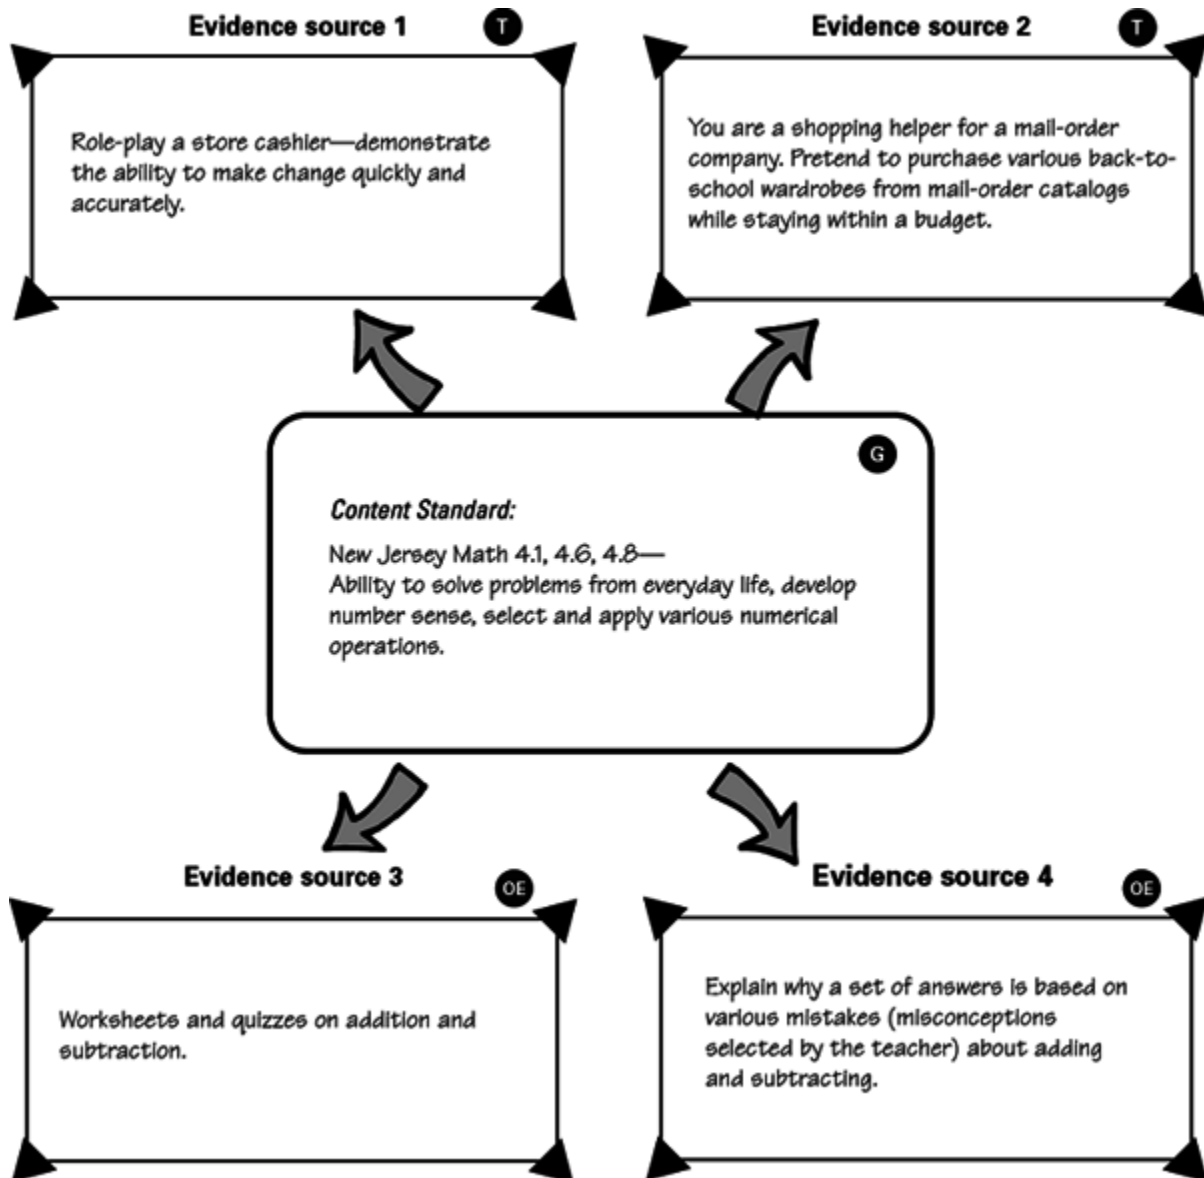 Evidence source 1
T
Role-play a store cashier—demonstrate
the ability to make change quickly and
accurately.
Evidence source 2
T
You are a shopping helper for a mail-order
company. Pretend to purchase various back-to-
school wardrobes from mail-order catalogs
while staying within a budget.
G
Content Standard:
New Jersey Math 4.1, 4.6, 4.8—
Ability to solve problems from everyday life, develop
number sense, select and apply various numerical
operations.
Evidence source 3
OE
Worksheets and quizzes on addition and
subtraction.
Evidence source 4
OE
Explain why a set of answers is based on
various mistakes (misconceptions
selected by the teacher) about adding
and subtracting.